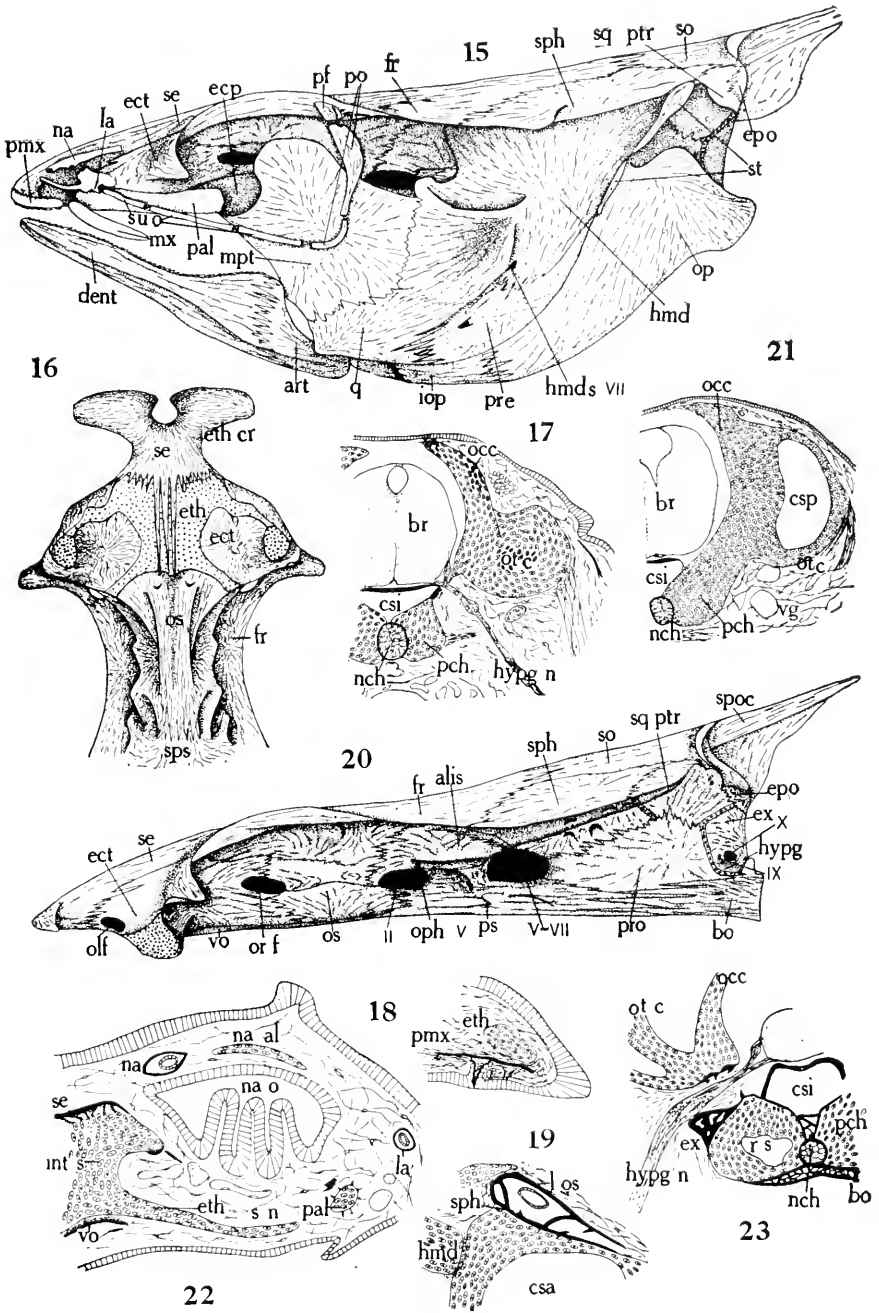 15
fr
sph
sq
ptr
so
pf
po
ect
se
ecp
na
la
pmx
epo
st
suo
mx
pal
mpt
op
dent
hmd
art
q
iop
pre
hmds VII
16
eth cr
se
eth
ect
os
fr
sps
17
occ
br
ot c
csi
nch
pch
hypg n
21
occ
br
csp
csi
ot c
nch
pch
vg
20
spoc
sq ptr
so
sph
fr
alis
epo
ex
X
hypg
IX
se
ect
olf
vo
or f
os
II
oph
V
ps
V-VII
pro
bo
18
na al
na
na o
se
int s
la
eth
s n
pal
vo
22
eth
pmx
19
os
sph
hmd
csa
occ
ot c
csi
pch
ex
r s
hypg n
nch
bo
23